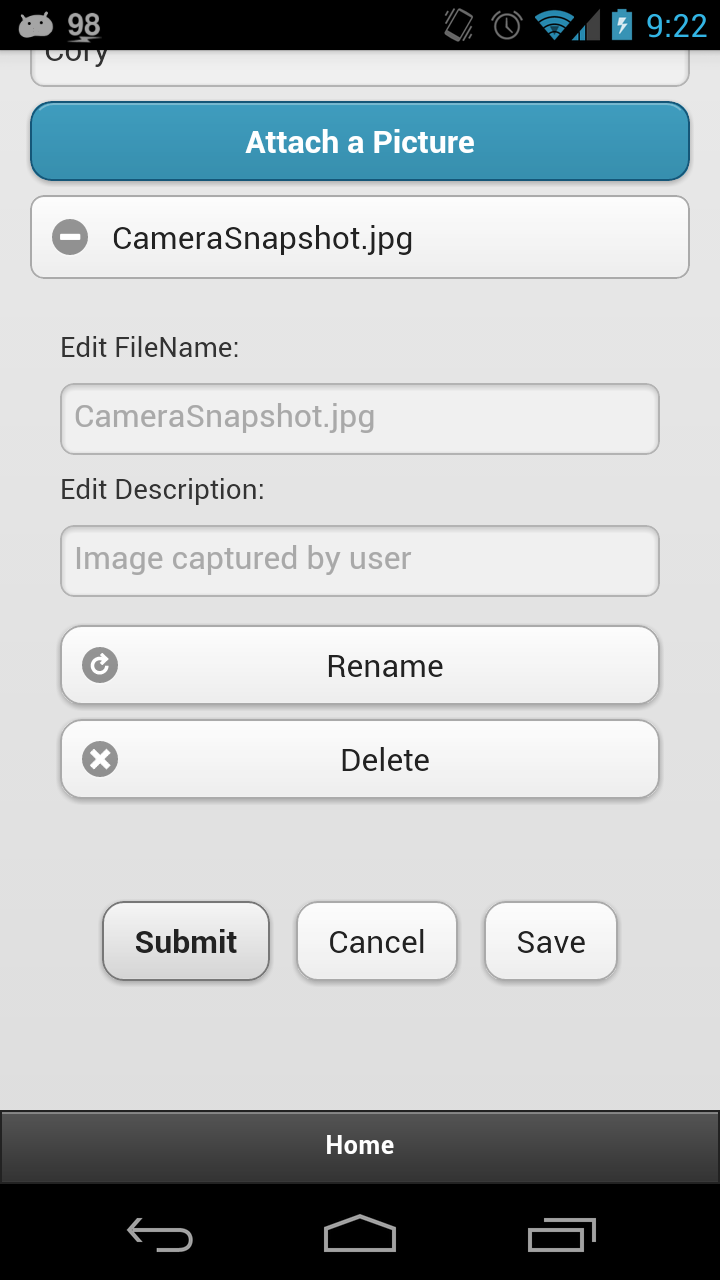 98
9:22
Cory
Attach a Picture
CameraSnapshot.jpg
Edit FileName:
CameraSnapshot.jpg
Edit Description:
Image captured by user
Rename
Delete
Submit Cancel Save
Home